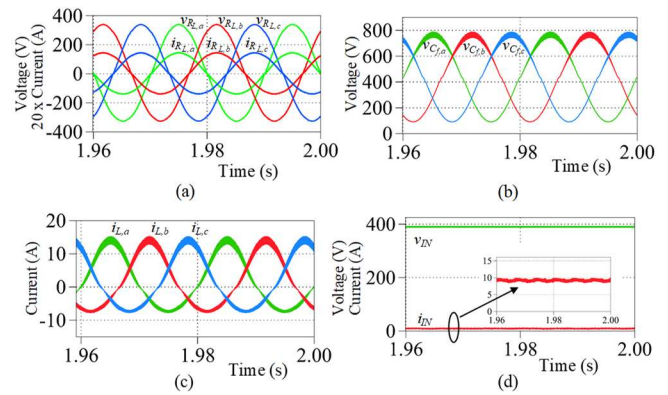 400
200
0
-200
-400
Voltage (V)
20 x Current (A)
v_{RL,a} v_{RL,b} v_{RL,c}
i_{RL,a} i_{RL,b} i_{RL,c}
1.96 1.98 2.00
Time (s)
(a)
800
600
400
200
0
Voltage (V)
v_{Cf,a} v_{Cf,b} v_{Cf,c}
1.96 1.98 2.00
Time (s)
(b)
20
10
0
-10
Current (A)
i_{L,a} i_{L,b} i_{L,c}
1.96 1.98 2.00
Time (s)
(c)
400
200
0
Voltage (V)
Current (A)
v_{IN}
15
10
5
0
1.96 1.98 2.00
i_{IN}
1.96 1.98 2.00
Time (s)
(d)